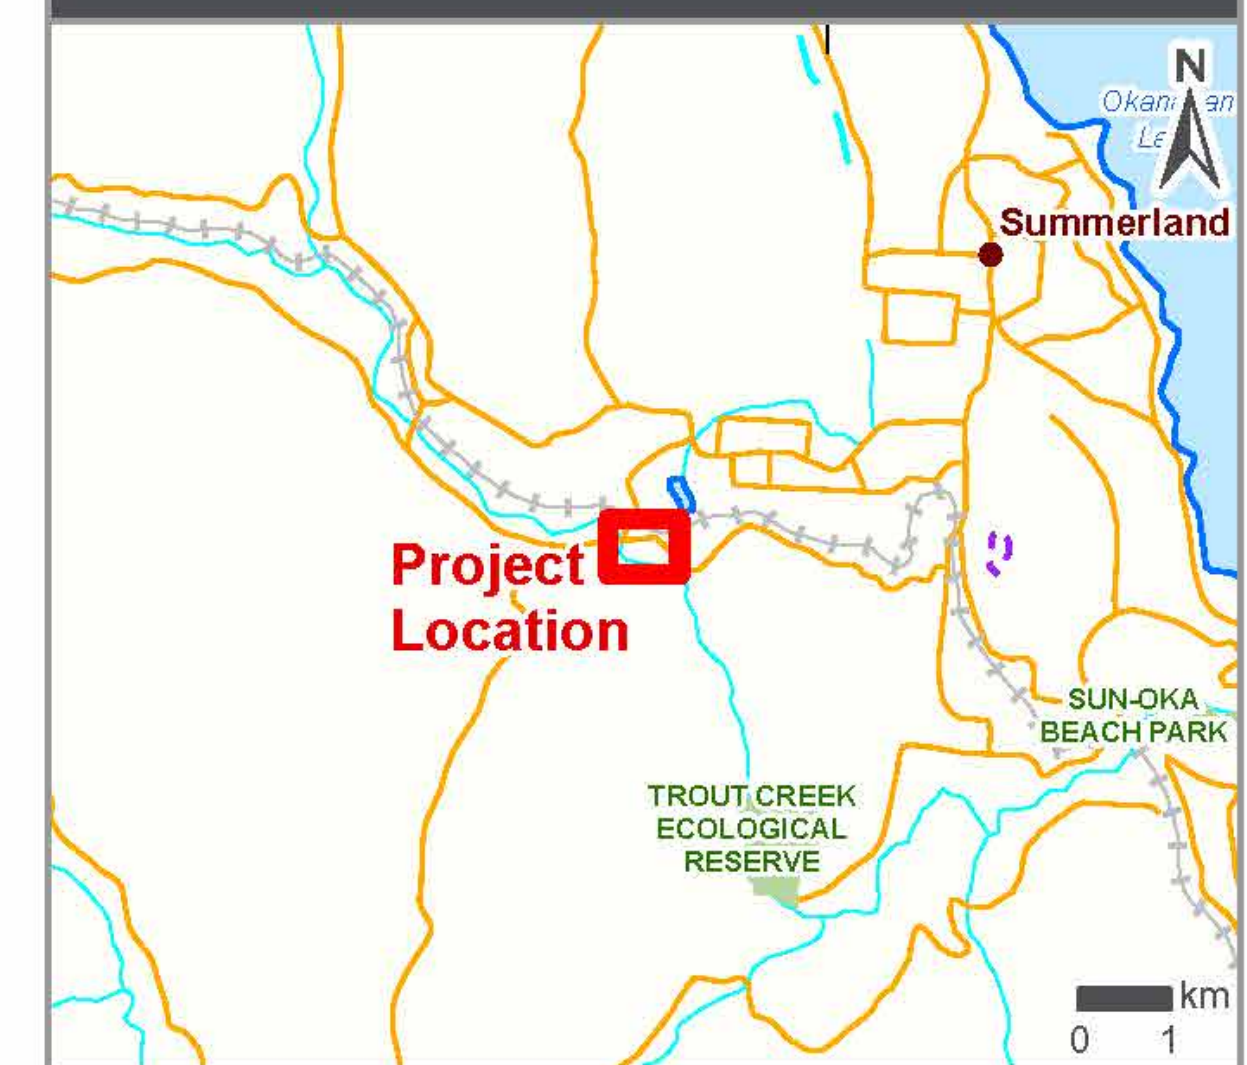 N
Summerland
Project
Location
SUN-OKA
BEACH PARK
TROUT CREEK
ECOLOGICAL
RESERVE
km
0 1